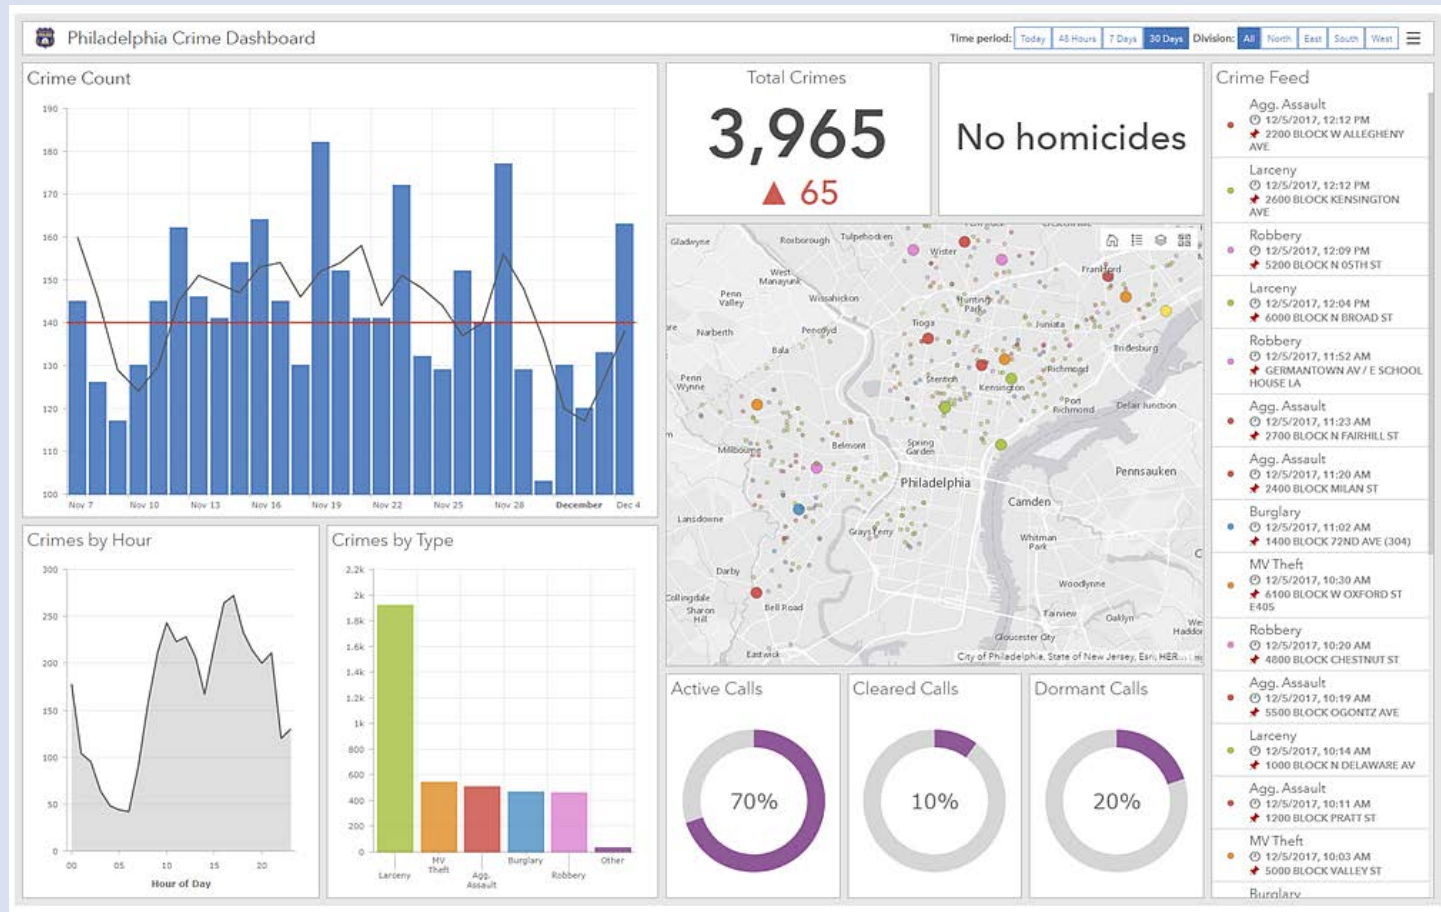 Philadelphia Crime Dashboard
Time period: Today 48 Hours 7 Days 30 Days Division: All North East South West
Crime Count
190
180
170
160
150
140
130
120
110
100
Nov 7 Nov 10 Nov 13 Nov 16 Nov 19 Nov 22 Nov 25 Nov 28 December Dec 4
Crimes by Hour
300
250
200
150
100
50
0
00 05 10 15 20
Hour of Day
Crimes by Type
2.2k
2k
1.8k
1.6k
1.4k
1.2k
1k
800
600
400
200
0
Larceny
MV
Theft
Agg.
Assault
Burglary
Robbery
Other
Total Crimes
3,965
65
No homicides
Gladwyne
Roxborough
Tulpehocken
Wister
West
Manayunk
Frankford
Penn
Valley
Wissahickon
Hunting
Park
Narberth
Pencoyd
Tioga
Juniata
Bala
Bridesburg
Penn
Wynne
Stenton
Kensington
Richmond
Port
Richmond
Delair Junction
Millbourne
Belmont
Spring
Garden
Philadelphia
Pennsauken
Camden
Lansdowne
Grays Ferry
Whitman
Park
Darby
Woodlynne
Collingdale
Sharon
Hill
Bell Road
Fairview
Oaklyn
Gloucester City
Eastwick
City of Philadelphia, State of New Jersey, Esri, HER...
Active Calls
70%
Cleared Calls
10%
Dormant Calls
20%
Crime Feed
Agg. Assault
12/5/2017, 12:12 PM
2200 BLOCK W ALLEGHENY
AVE
Larceny
12/5/2017, 12:12 PM
2600 BLOCK KENSINGTON
AVE
Robbery
12/5/2017, 12:09 PM
5200 BLOCK N 05TH ST
Larceny
12/5/2017, 12:04 PM
6000 BLOCK N BROAD ST
Robbery
12/5/2017, 11:52 AM
GERMANTOWN AV / E SCHOOL
HOUSE LA
Agg. Assault
12/5/2017, 11:23 AM
2700 BLOCK N FAIRHILL ST
Agg. Assault
12/5/2017, 11:20 AM
2400 BLOCK MILAN ST
Burglary
12/5/2017, 11:02 AM
1400 BLOCK 72ND AVE (304)
MV Theft
12/5/2017, 10:30 AM
6100 BLOCK W OXFORD ST
E405
Robbery
12/5/2017, 10:20 AM
4800 BLOCK CHESTNUT ST
Agg. Assault
12/5/2017, 10:19 AM
5500 BLOCK OGONTZ AVE
Larceny
12/5/2017, 10:14 AM
1000 BLOCK N DELAWARE AV
Agg. Assault
12/5/2017, 10:11 AM
1200 BLOCK PRATT ST
MV Theft
12/5/2017, 10:03 AM
5000 BLOCK VALLEY ST
Burglary